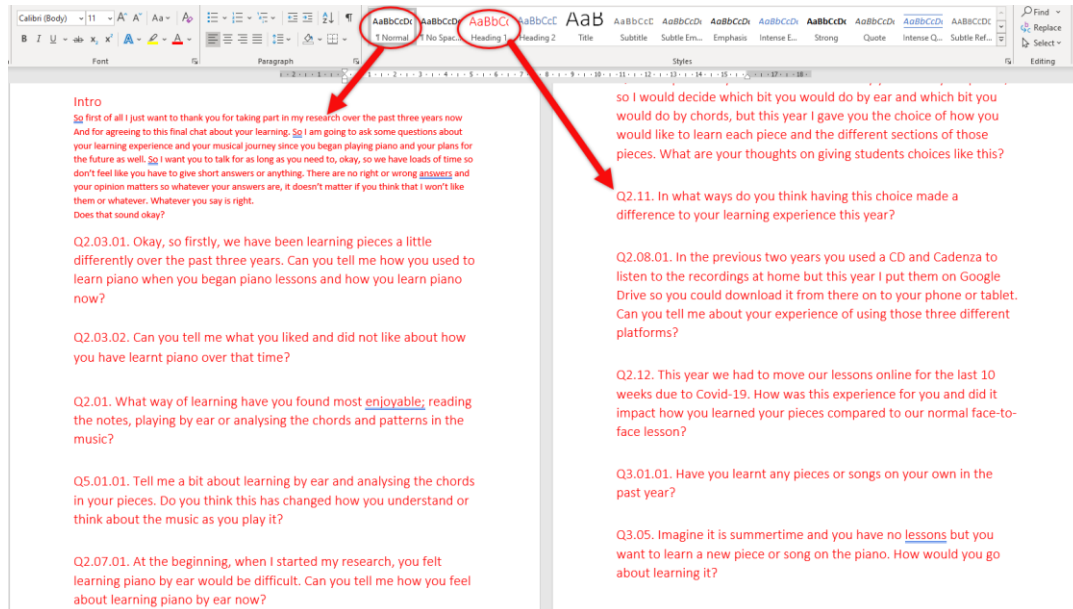 Calibri (Body) 11 A^ A˅ Aa A
B I U ab x₂ x² A A
Font
Paragraph
AaBbCcDc AaBbCcDc AaBbCc AaBbCcC AaB AaBbCcC AaBbCcDc AaBbCcDc AaBbCcDc AaBbCcDc AaBbCcDc AaBbCcDc AABBCCDC
¶ Normal ¶ No Spac... Heading 1 Heading 2 Title Subtitle Subtle Em... Emphasis Intense E... Strong Quote Intense Q... Subtle Ref...
Styles
Find
Replace
Select
Editing
Intro
So first of all I just want to thank you for taking part in my research over the past three years now
And for agreeing to this final chat about your learning. So I am going to ask some questions about
your learning experience and your musical journey since you began playing piano and your plans for
the future as well. So I want you to talk for as long as you need to, okay, so we have loads of time so
don't feel like you have to give short answers or anything. There are no right or wrong answers and
your opinion matters so whatever your answers are, it doesn't matter if you think that I won't like
them or whatever. Whatever you say is right.
Does that sound okay?
Q2.03.01. Okay, so firstly, we have been learning pieces a little
differently over the past three years. Can you tell me how you used to
learn piano when you began piano lessons and how you learn piano
now?
Q2.03.02. Can you tell me what you liked and did not like about how
you have learnt piano over that time?
Q2.01. What way of learning have you found most enjoyable; reading
the notes, playing by ear or analysing the chords and patterns in the
music?
Q5.01.01. Tell me a bit about learning by ear and analysing the chords
in your pieces. Do you think this has changed how you understand or
think about the music as you play it?
Q2.07.01. At the beginning, when I started my research, you felt
learning piano by ear would be difficult. Can you tell me how you feel
about learning piano by ear now?
so I would decide which bit you would do by ear and which bit you
would do by chords, but this year I gave you the choice of how you
would like to learn each piece and the different sections of those
pieces. What are your thoughts on giving students choices like this?
Q2.11. In what ways do you think having this choice made a
difference to your learning experience this year?
Q2.08.01. In the previous two years you used a CD and Cadenza to
listen to the recordings at home but this year I put them on Google
Drive so you could download it from there on to your phone or tablet.
Can you tell me about your experience of using those three different
platforms?
Q2.12. This year we had to move our lessons online for the last 10
weeks due to Covid-19. How was this experience for you and did it
impact how you learned your pieces compared to our normal face-to-
face lesson?
Q3.01.01. Have you learnt any pieces or songs on your own in the
past year?
Q3.05. Imagine it is summertime and you have no lessons but you
want to learn a new piece or song on the piano. How would you go
about learning it?